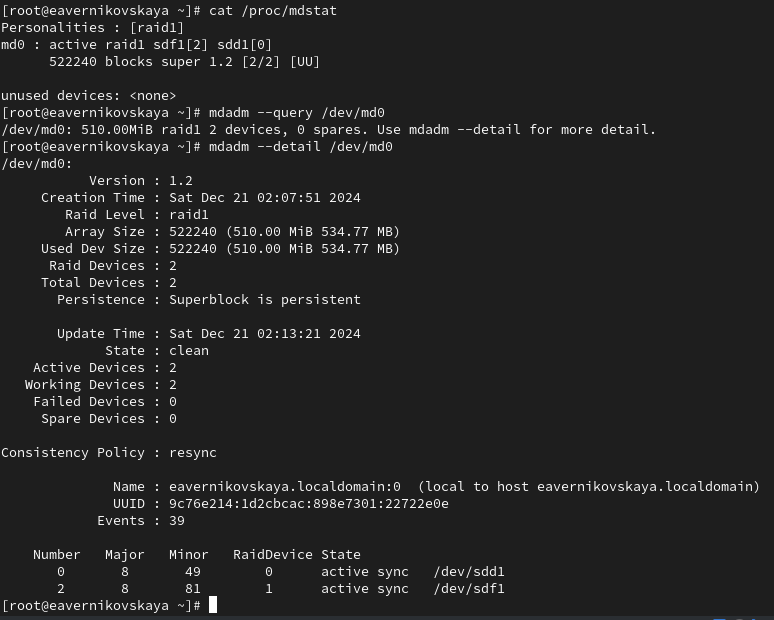 [root@eavernikovskaya ~]# cat /proc/mdstat
Personalities : [raid1]
md0 : active raid1 sdf1[2] sdd1[0]
      522240 blocks super 1.2 [2/2] [UU]

unused devices: <none>
[root@eavernikovskaya ~]# mdadm --query /dev/md0
/dev/md0: 510.00MiB raid1 2 devices, 0 spares. Use mdadm --detail for more detail.
[root@eavernikovskaya ~]# mdadm --detail /dev/md0
/dev/md0:
           Version : 1.2
     Creation Time : Sat Dec 21 02:07:51 2024
        Raid Level : raid1
        Array Size : 522240 (510.00 MiB 534.77 MB)
     Used Dev Size : 522240 (510.00 MiB 534.77 MB)
      Raid Devices : 2
     Total Devices : 2
       Persistence : Superblock is persistent

       Update Time : Sat Dec 21 02:13:21 2024
             State : clean
    Active Devices : 2
   Working Devices : 2
    Failed Devices : 0
     Spare Devices : 0

Consistency Policy : resync

              Name : eavernikovskaya.localdomain:0  (local to host eavernikovskaya.localdomain)
              UUID : 9c76e214:1d2cbcac:898e7301:22722e0e
            Events : 39

    Number   Major   Minor   RaidDevice State
       0       8       49        0      active sync   /dev/sdd1
       2       8       81        1      active sync   /dev/sdf1
[root@eavernikovskaya ~]#